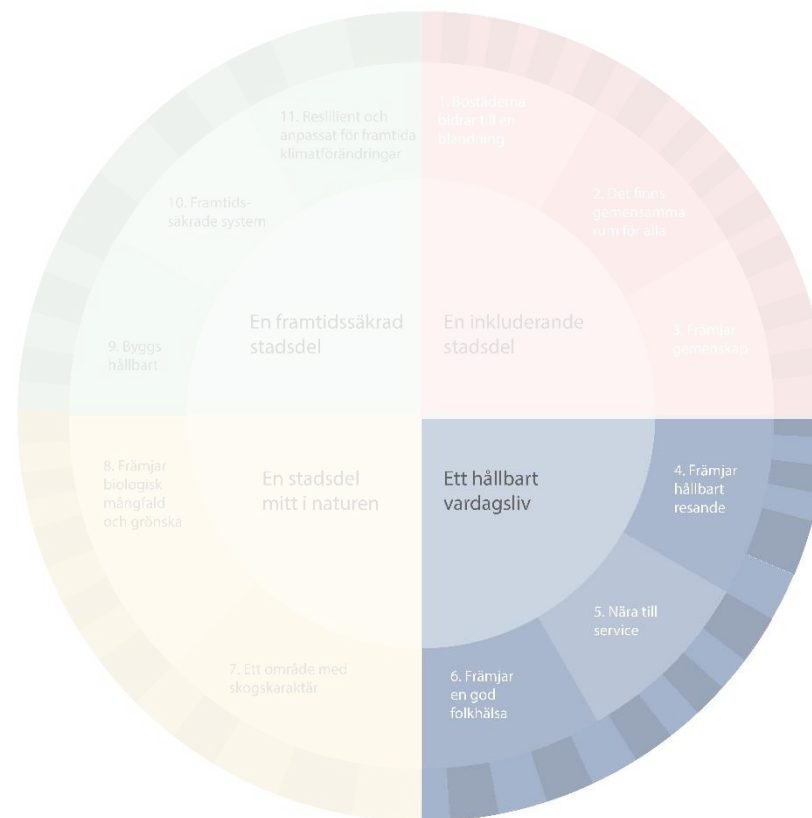 11. Reslilient och
anpassat för framtida
klimatförändringar
10. Framtids-
säkrade system
9. Byggs
hållbart
En framtidssäkrad
stadsdel
1. Bostäderna
bidrar till en
blandning
2. Det finns
gemensamma
rum för alla
3. Främjar
gemenskap
En inkluderande
stadsdel
8. Främjar
biologisk
mångfald
och grönska
7. Ett område med
skogskaraktär
En stadsdel
mitt i naturen
Ett hållbart
vardagsliv
4. Främjar
hållbart
resande
5. Nära till
service
6. Främjar
en god
folkhälsa